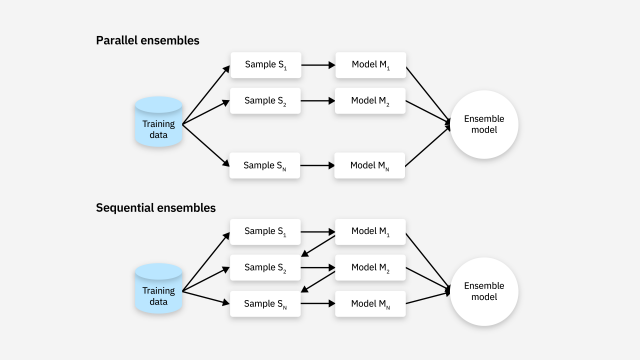 Parallel ensembles
Sample S1
Model M1
Sample S2
Model M2
Training
data
Ensemble
model
Sample SN
Model MN
Sequential ensembles
Sample S1
Model M1
Sample S2
Model M2
Training
data
Ensemble
model
Sample SN
Model MN